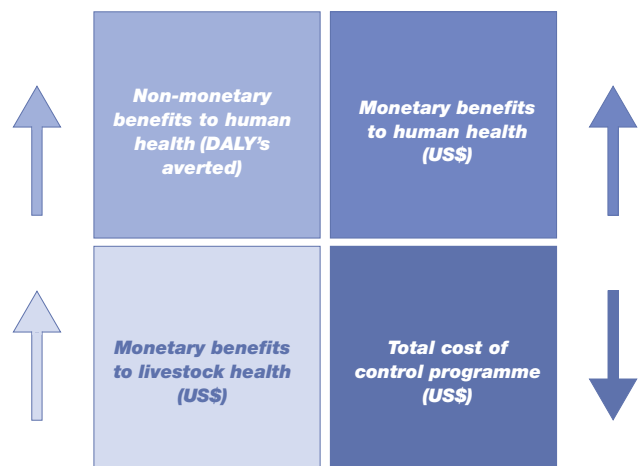 Non-monetary
benefits to human
health (DALY's
averted)
Monetary benefits
to human health
(US$)
Monetary benefits
to livestock health
(US$)
Total cost of
control programme
(US$)